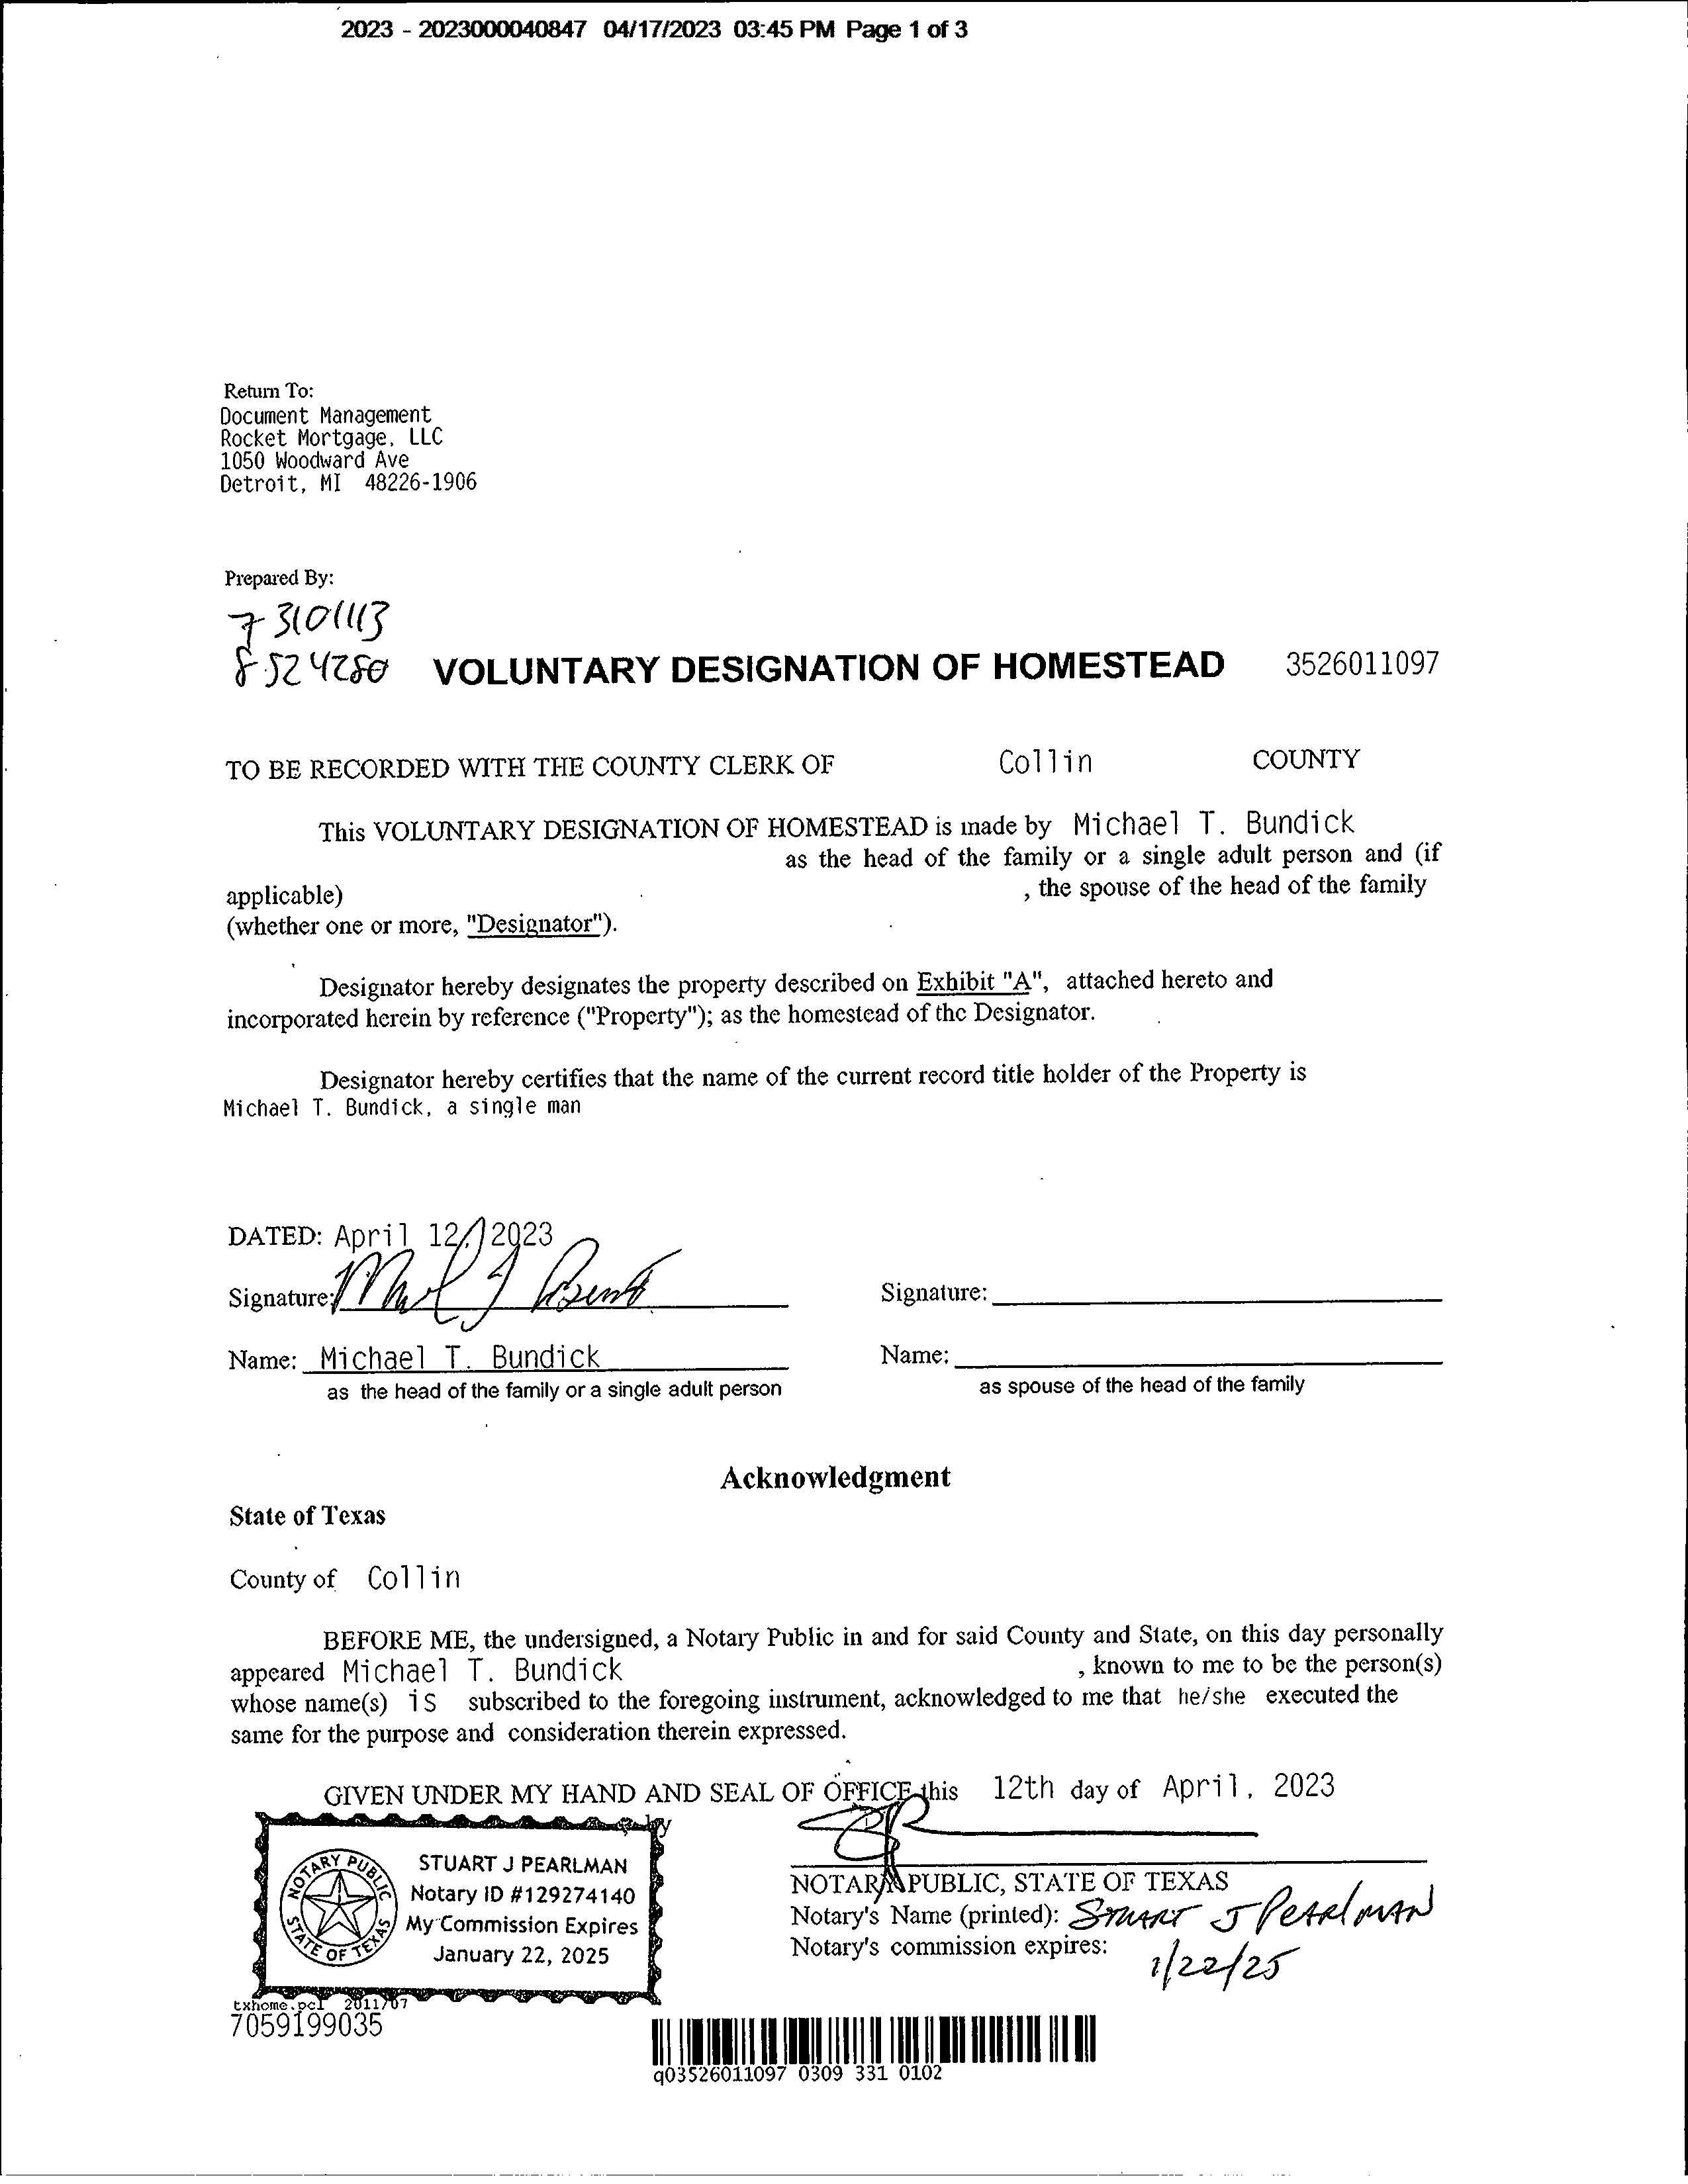 2023 - 2023000040847 04/17/2023 03:45 PM Page 1 of 3
Return To:
Document Management
Rocket Mortgage, LLC
1050 Woodward Ave
Detroit, MI 48226-1906
Prepared By:
73101113
8524280 VOLUNTARY DESIGNATION OF HOMESTEAD 3526011097
TO BE RECORDED WITH THE COUNTY CLERK OF Collin COUNTY
This VOLUNTARY DESIGNATION OF HOMESTEAD is made by Michael T. Bundick
as the head of the family or a single adult person and (if
applicable) , the spouse of the head of the family
(whether one or more, "Designator").
Designator hereby designates the property described on Exhibit "A", attached hereto and
incorporated herein by reference ("Property"); as the homestead of the Designator.
Designator hereby certifies that the name of the current record title holder of the Property is
Michael T. Bundick, a single man
DATED: April 12, 2023
Signature: Signature:
Name: Michael T. Bundick Name:
as the head of the family or a single adult person as spouse of the head of the family
Acknowledgment
State of Texas
County of Collin
BEFORE ME, the undersigned, a Notary Public in and for said County and State, on this day personally
appeared Michael T. Bundick , known to me to be the person(s)
whose name(s) is subscribed to the foregoing instrument, acknowledged to me that he/she executed the
same for the purpose and consideration therein expressed.
GIVEN UNDER MY HAND AND SEAL OF OFFICE this 12th day of April, 2023
NOTARY PUBLIC
STATE OF TEXAS
STUART J PEARLMAN
Notary ID #129274140
My Commission Expires
January 22, 2025
NOTARY PUBLIC, STATE OF TEXAS
Notary's Name (printed): STUART J PEARLMAN
Notary's commission expires: 1/22/25
txhome.pcl 2011/07
7059199035
q03526011097 0309 331 0102